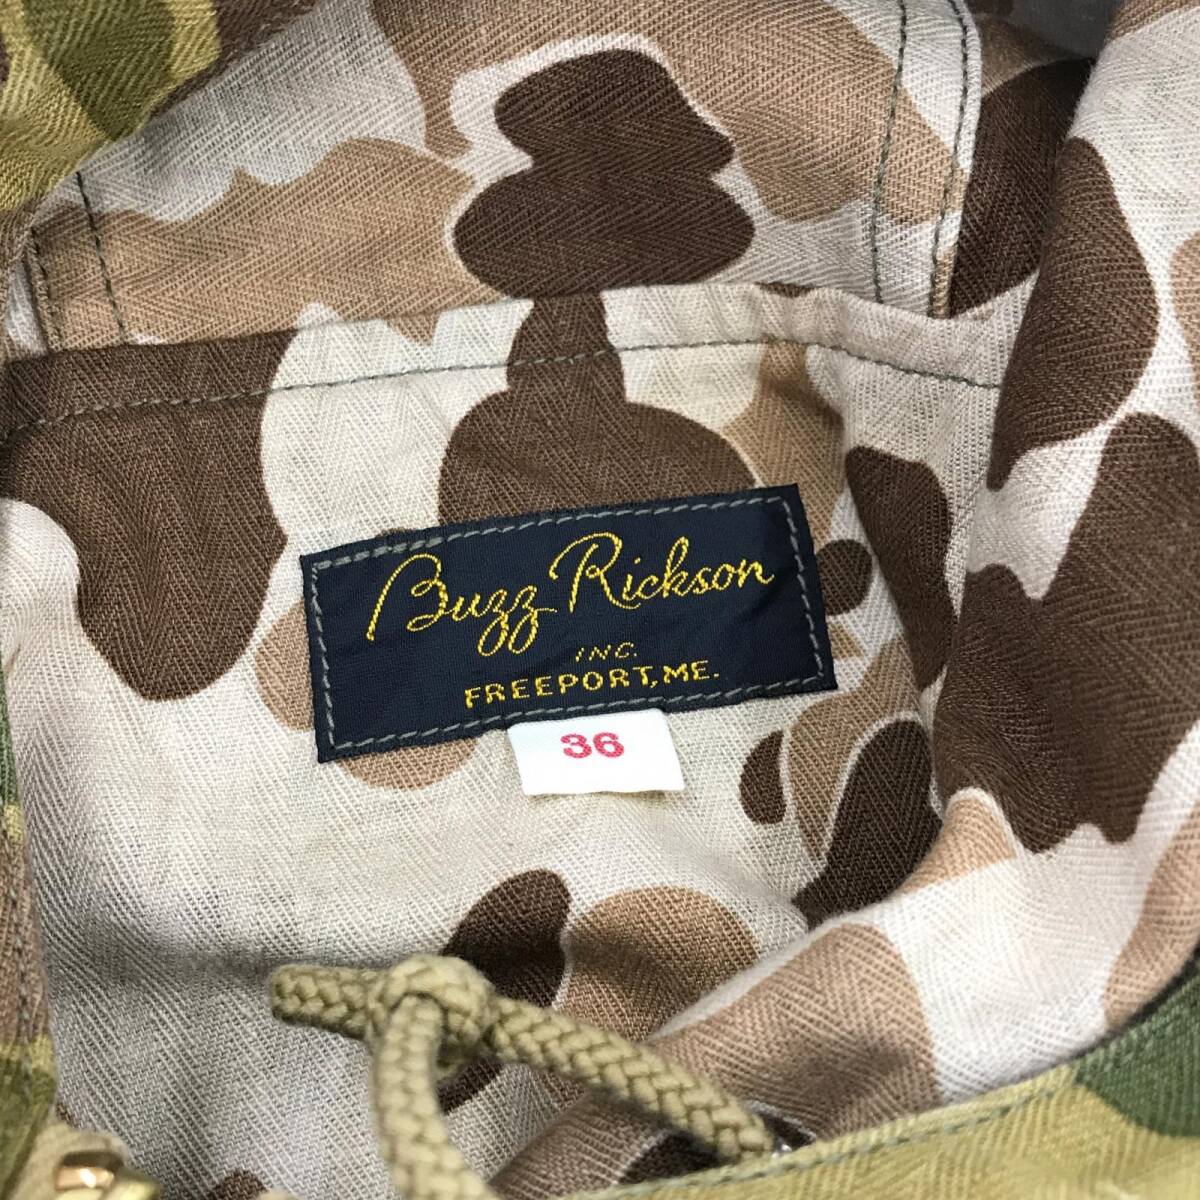 Buzz Rickson
INC.
FREEPORT, ME.
36